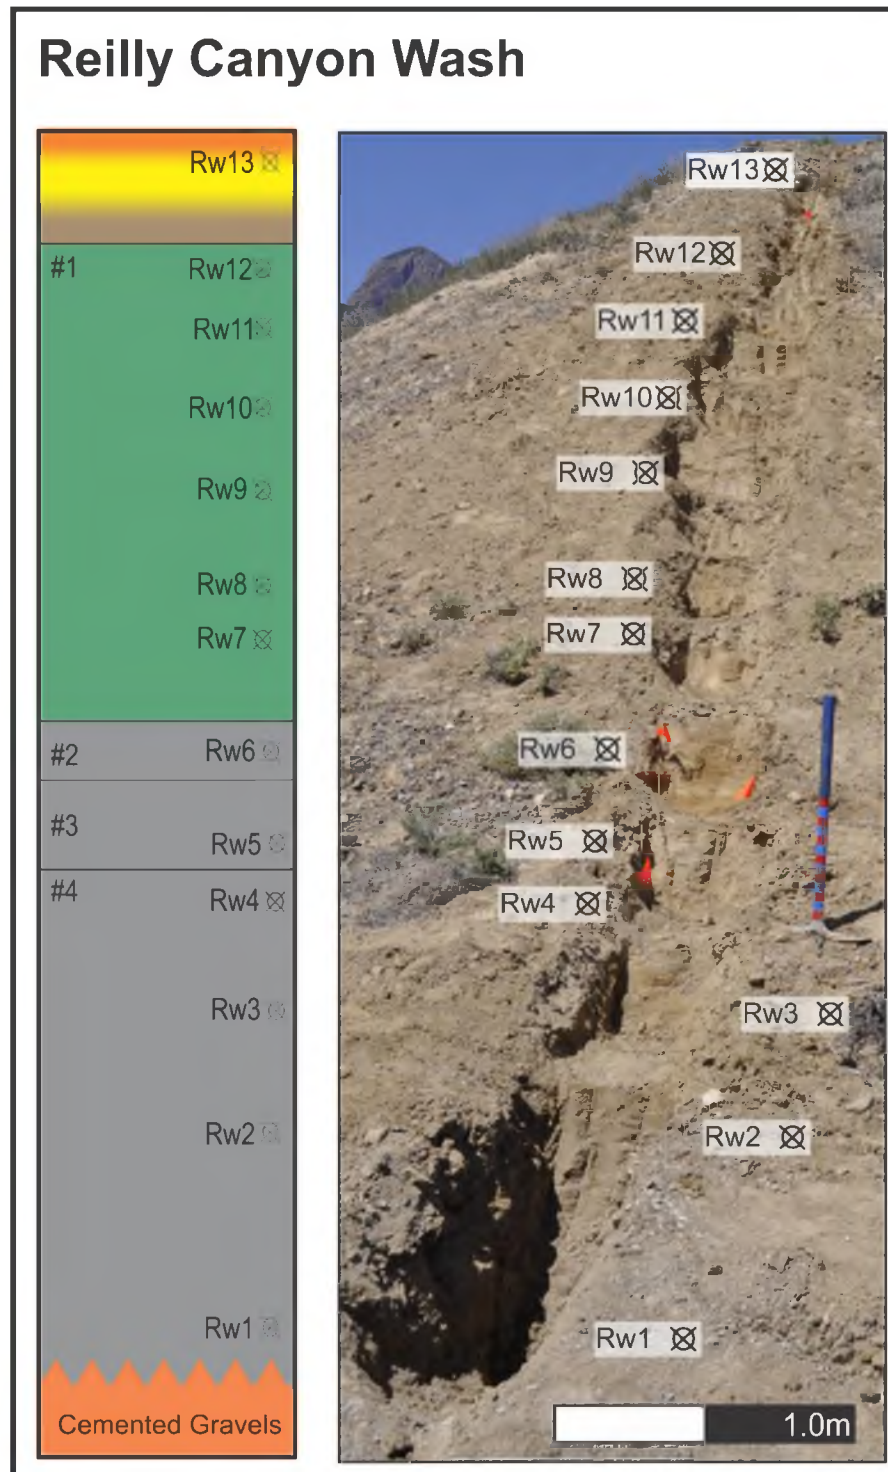 Reilly Canyon Wash
Rw13
#1 Rw12
Rw11
Rw10
Rw9
Rw8
Rw7
#2 Rw6
#3
Rw5
#4 Rw4
Rw3
Rw2
Rw1
Cemented Gravels
Rw13
Rw12
Rw11
Rw10
Rw9
Rw8
Rw7
Rw6
Rw5
Rw4
Rw3
Rw2
Rw1
1.0m